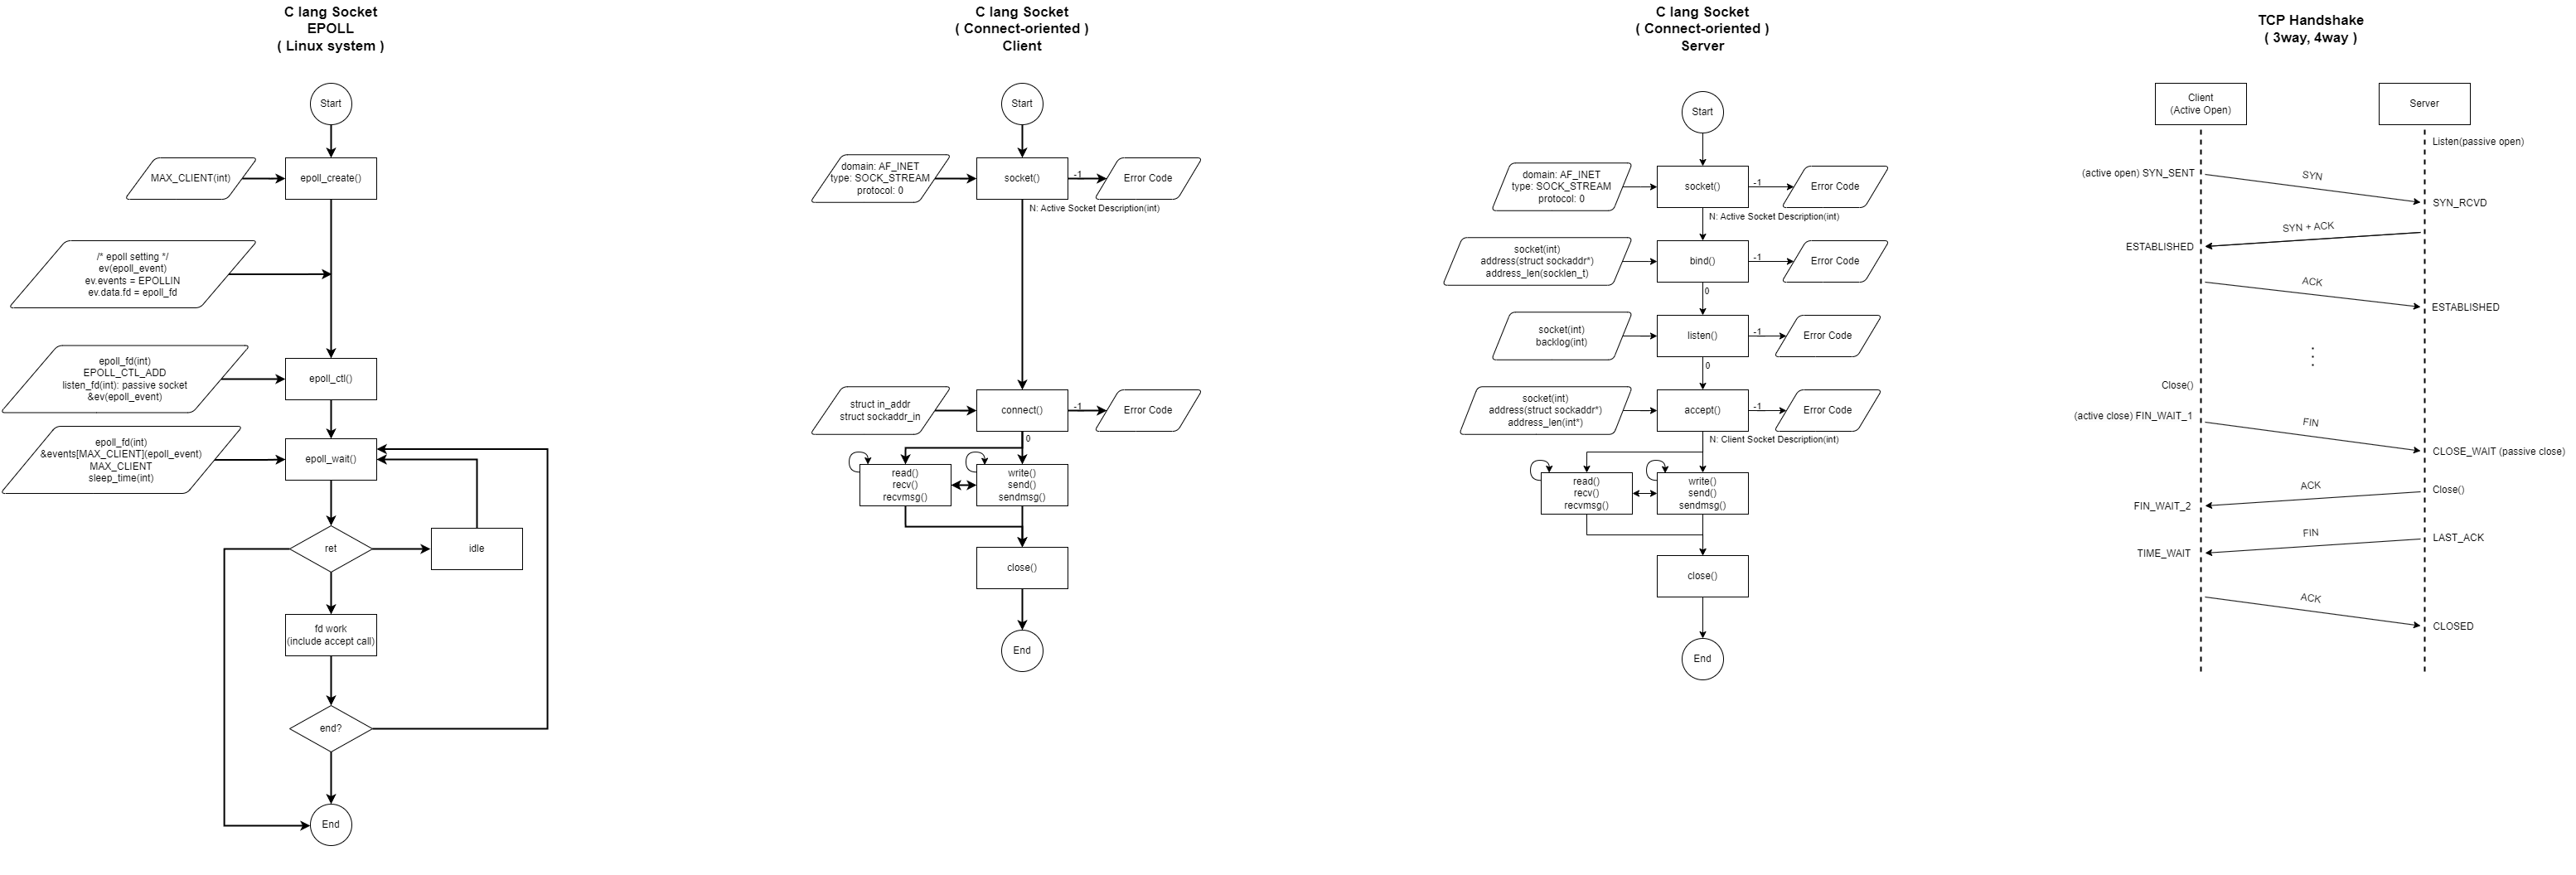 C lang Socket
EPOLL
( Linux system )
Start
MAX_CLIENT(int)
epoll_create()
/* epoll setting */
ev(epoll_event)
ev.events = EPOLLIN
ev.data.fd = epoll_fd
epoll_fd(int)
EPOLL_CTL_ADD
listen_fd(int): passive socket
&ev(epoll_event)
epoll_ctl()
epoll_fd(int)
&events[MAX_CLIENT](epoll_event)
MAX_CLIENT
sleep_time(int)
epoll_wait()
ret
idle
fd work
(include accept call)
end?
End
C lang Socket
( Connect-oriented )
Client
Start
domain: AF_INET
type: SOCK_STREAM
protocol: 0
socket()
-1
Error Code
N: Active Socket Description(int)
struct in_addr
struct sockaddr_in
connect()
-1
Error Code
0
read()
recv()
recvmsg()
write()
send()
sendmsg()
close()
End
C lang Socket
( Connect-oriented )
Server
Start
domain: AF_INET
type: SOCK_STREAM
protocol: 0
socket()
-1
Error Code
N: Active Socket Description(int)
socket(int)
address(struct sockaddr*)
address_len(socklen_t)
bind()
-1
Error Code
0
socket(int)
backlog(int)
listen()
-1
Error Code
0
socket(int)
address(struct sockaddr*)
address_len(int*)
accept()
-1
Error Code
N: Client Socket Description(int)
read()
recv()
recvmsg()
write()
send()
sendmsg()
close()
End
TCP Handshake
( 3way, 4way )
Client
(Active Open)
Server
Listen(passive open)
(active open) SYN_SENT
SYN
SYN_RCVD
SYN + ACK
ESTABLISHED
ACK
ESTABLISHED
.
.
.
Close()
(active close) FIN_WAIT_1
FIN
CLOSE_WAIT (passive close)
ACK
Close()
FIN_WAIT_2
FIN
LAST_ACK
TIME_WAIT
ACK
CLOSED